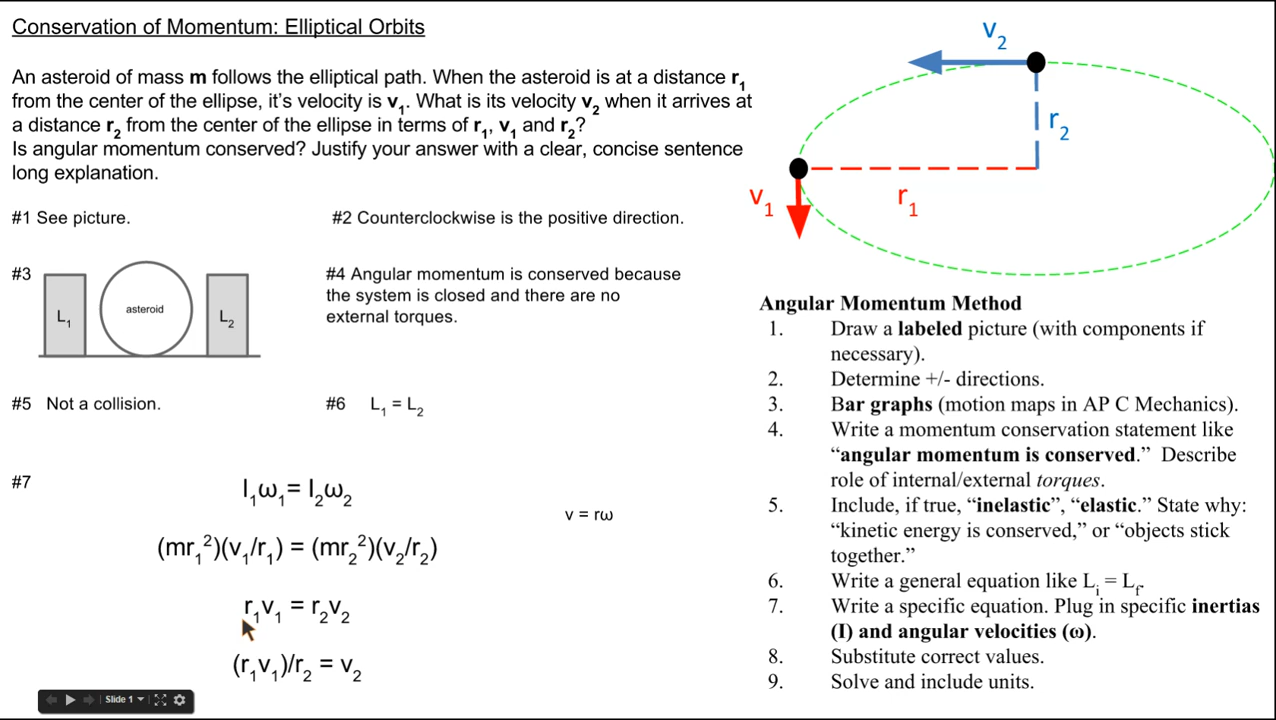 Conservation of Momentum: Elliptical Orbits
An asteroid of mass m follows the elliptical path. When the asteroid is at a distance r1
from the center of the ellipse, it's velocity is v1. What is its velocity v2 when it arrives at
a distance r2 from the center of the ellipse in terms of r1, v1 and r2?
Is angular momentum conserved? Justify your answer with a clear, concise sentence
long explanation.
#1 See picture.
#2 Counterclockwise is the positive direction.
#3
L1
asteroid
L2
#4 Angular momentum is conserved because
the system is closed and there are no
external torques.
#5 Not a collision.
#6 L1 = L2
#7
I1ω1= I2ω2
v = rω
(mr1²)(v1/r1) = (mr2²)(v2/r2)
r1v1 = r2v2
(r1v1)/r2 = v2
Slide 1
v2
r2
v1
r1
Angular Momentum Method
1. Draw a labeled picture (with components if
necessary).
2. Determine +/- directions.
3. Bar graphs (motion maps in AP C Mechanics).
4. Write a momentum conservation statement like
“angular momentum is conserved.” Describe
role of internal/external torques.
5. Include, if true, “inelastic”, “elastic.” State why:
“kinetic energy is conserved,” or “objects stick
together.”
6. Write a general equation like Li = Lf.
7. Write a specific equation. Plug in specific inertias
(I) and angular velocities (ω).
8. Substitute correct values.
9. Solve and include units.